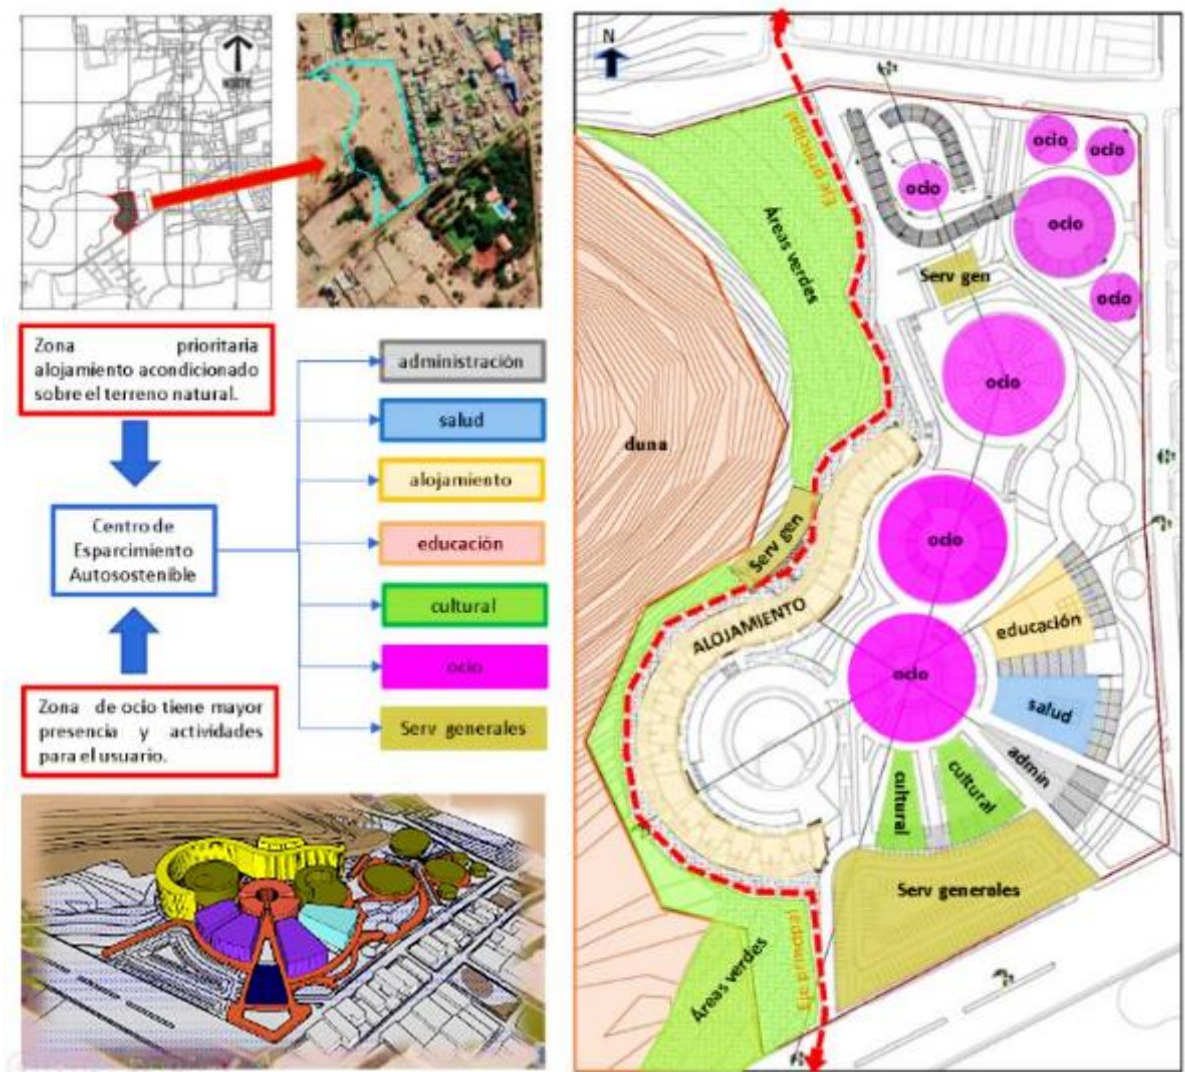 NORTE
Zona prioritaria
alojamiento acondicionado
sobre el terreno natural.
Centro de
Esparcimiento
Autosostenible
Zona de ocio tiene mayor
presencia y actividades
para el usuario.
administración
salud
alojamiento
educación
cultural
ocio
Serv generales
N
Eje principal
Áreas verdes
ocio
ocio
ocio
ocio
ocio
Serv gen
ocio
duna
Serv gen
ocio
ALOJAMIENTO
educación
ocio
salud
admin
cultural
cultural
Serv generales
Áreas verdes
Eje principal